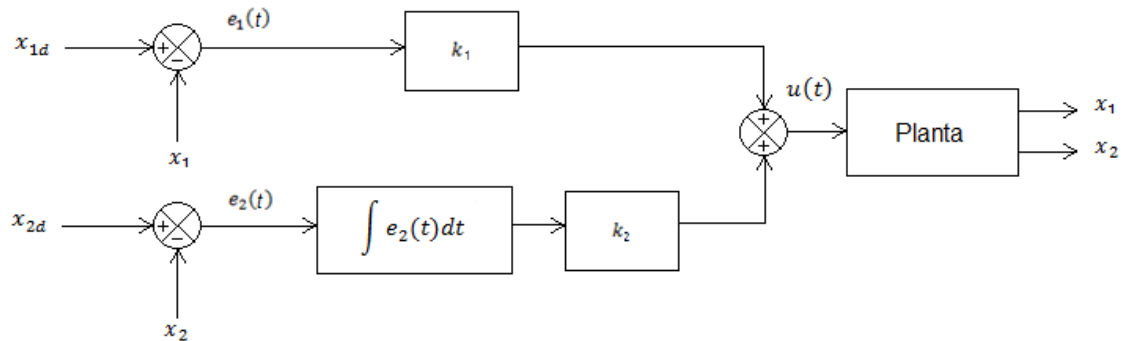 x₁d
+
−
e₁(t)
x₁
k₁
+
+
u(t)
Planta
x₁
x₂
x₂d
+
−
e₂(t)
x₂
∫ e₂(t)dt
k₂